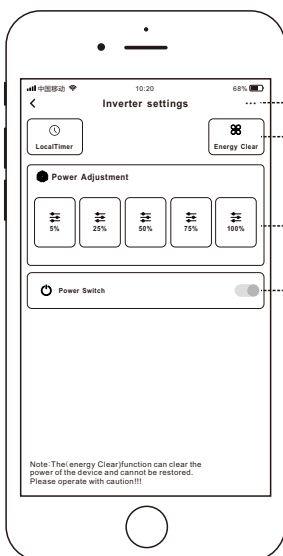 中国移动 10:20 68%
Inverter settings
LocalTimer Energy Clear
Power Adjustment
5% 25% 50% 75% 100%
Power Switch
Note:The(energy Clear)function can clear the
power of the device and cannot be restored.
Please operate with caution!!!